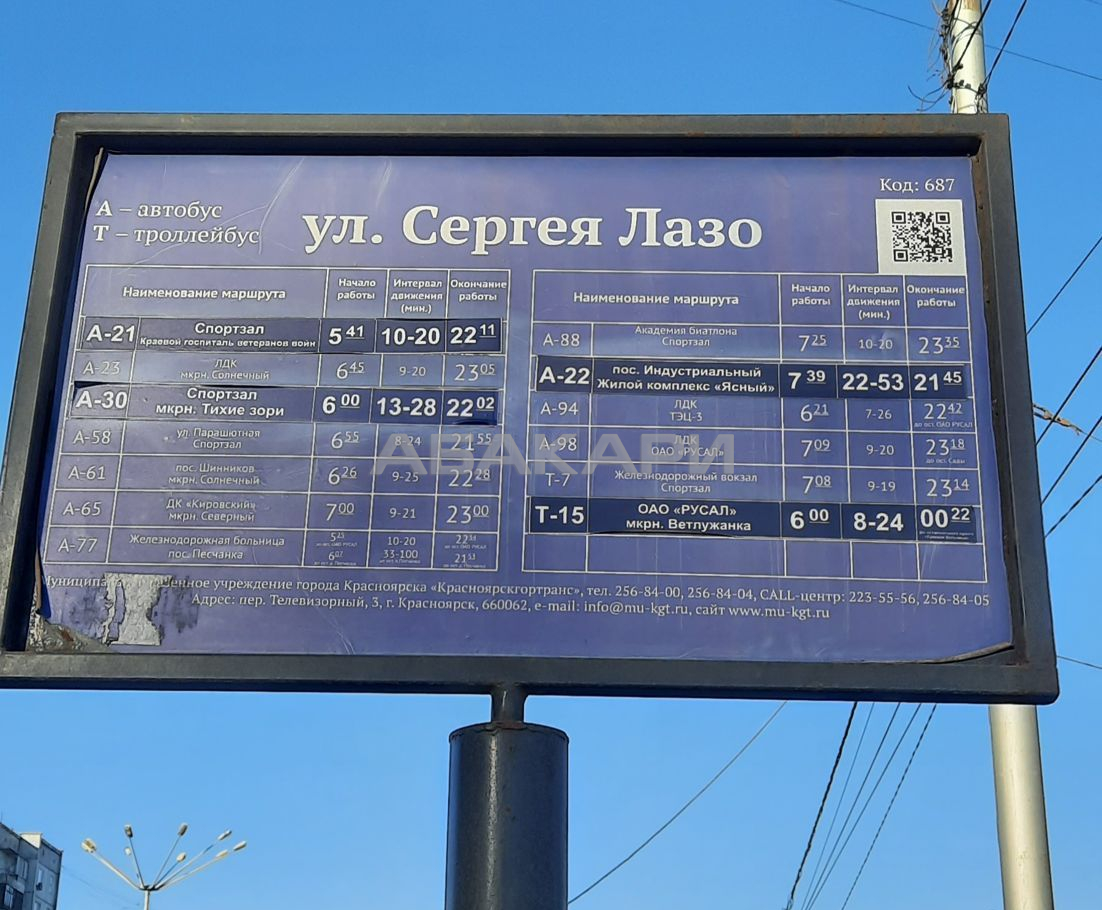 Код: 687
А – автобус
Т – троллейбус
ул. Сергея Лазо
Наименование маршрута Начало работы Интервал движения (мин.) Окончание работы
А-21 Спортзал Краевой госпиталь ветеранов войн 5 41 10-20 22 11
А-23 ЛДК мкрн. Солнечный 6 45 9-20 23 05
А-30 Спортзал мкрн. Тихие зори 6 00 13-28 22 02
А-58 ул. Парашютная Спортзал 6 55 8-24 21 55
А-61 пос. Шинников мкрн. Солнечный 6 26 9-25 22 28
А-65 ДК «Кировский» мкрн. Северный 7 00 9-21 23 00
А-77 Железнодорожная больница пос. Песчанка 5 25 10-20
6 07 33-100 21 53
Наименование маршрута Начало работы Интервал движения (мин.) Окончание работы
А-88 Академия биатлона Спортзал 7 25 10-20 23 35
А-22 пос. Индустриальный Жилой комплекс «Ясный» 7 39 22-53 21 45
А-94 ЛДК ТЭЦ-3 6 21 7-26 22 42 до ост. ОАО РУСАЛ
А-98 ЛДК ОАО «РУСАЛ» 7 09 9-20 23 18 до ост. Сады
Т-7 Железнодорожный вокзал Спортзал 7 08 9-19 23 14
Т-15 ОАО «РУСАЛ» мкрн. Ветлужанка 6 00 8-24 00 22
учреждение города Красноярска «Красноярскгортранс», тел. 256-84-00, 256-84-04, CALL-центр: 223-55-56, 256-84-05
Адрес: пер. Телевизорный, 3, г. Красноярск, 660062, e-mail: info@mu-kgt.ru, сайт www.mu-kgt.ru
АВАКАГИ